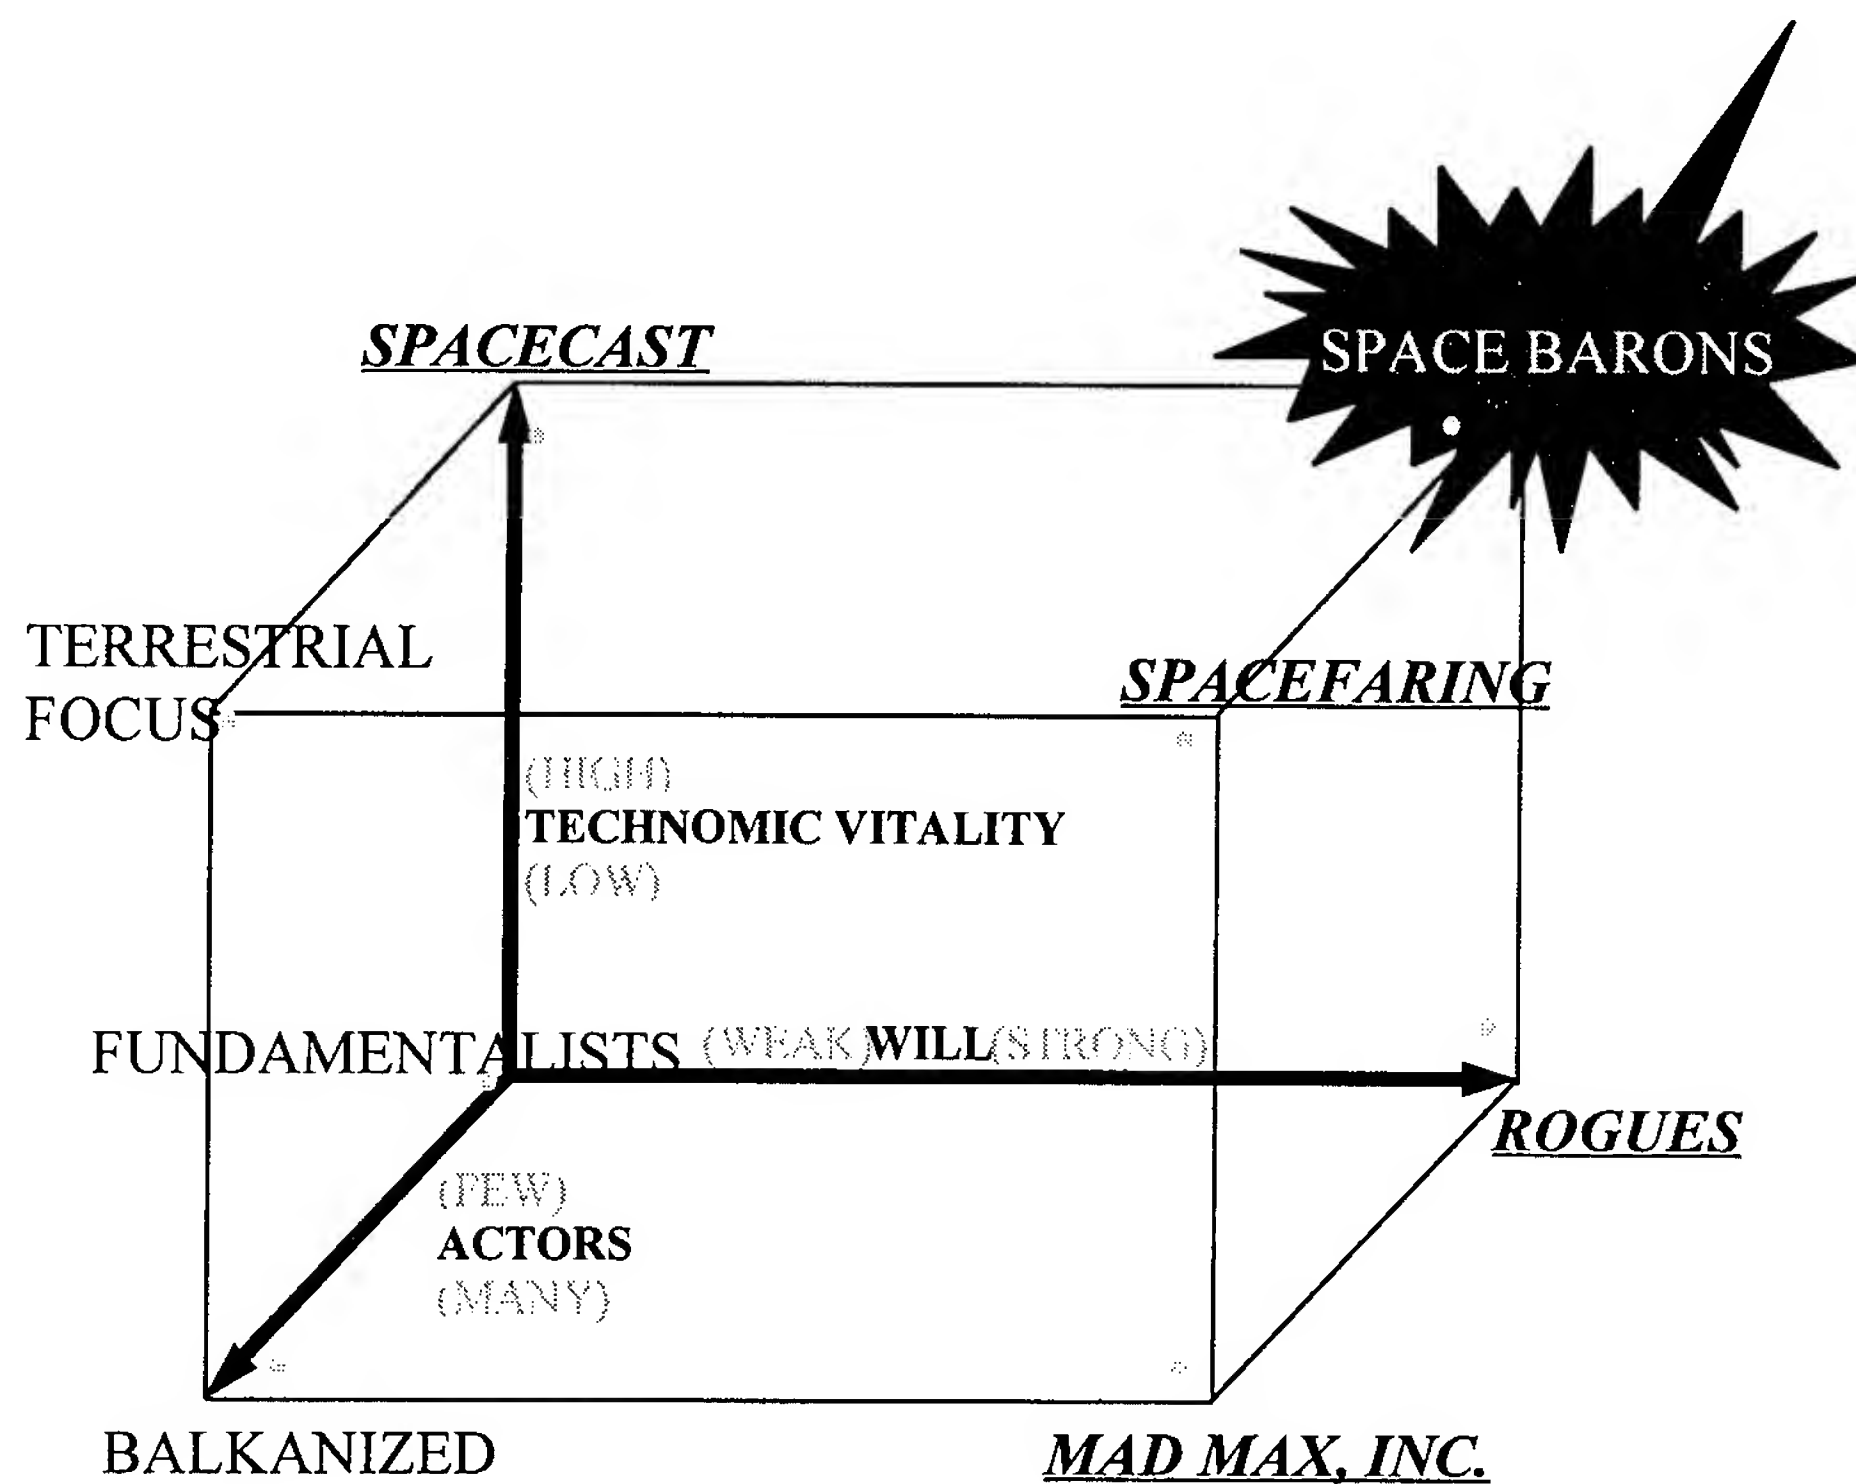 SPACECAST
SPACE BARONS
TERRESTRIAL
FOCUS
SPACEFARING
(HIGH)
TECHNOMIC VITALITY
(LOW)
FUNDAMENTALISTS (WEAK)WILL(STRONG)
ROGUES
(FEW)
ACTORS
(MANY)
BALKANIZED
MAD MAX, INC.